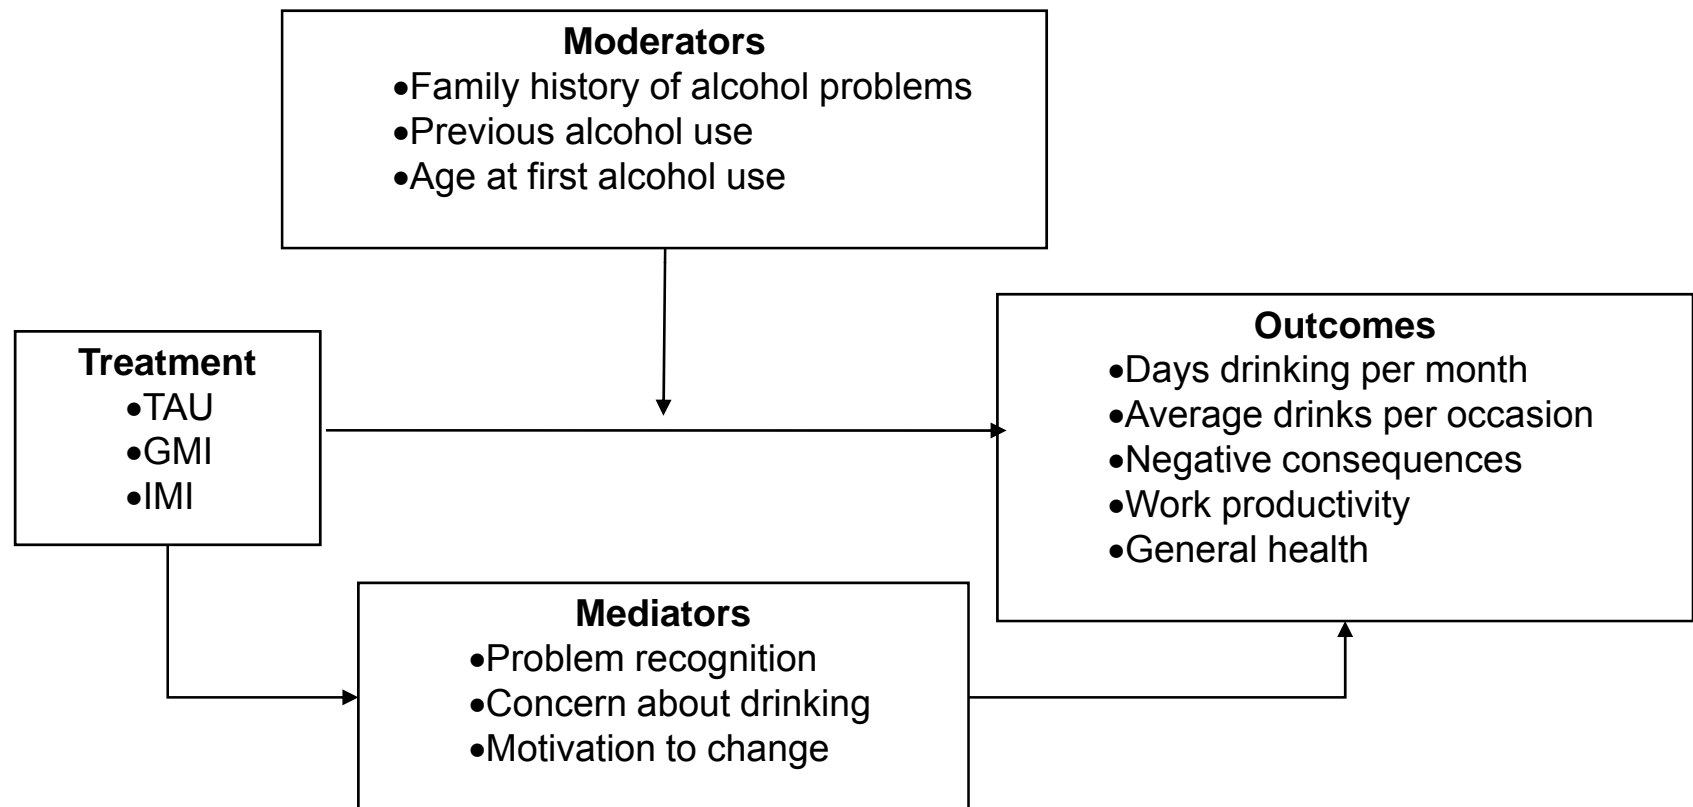 Moderators
•Family history of alcohol problems
•Previous alcohol use
•Age at first alcohol use
Treatment
•TAU
•GMI
•IMI
Outcomes
•Days drinking per month
•Average drinks per occasion
•Negative consequences
•Work productivity
•General health
Mediators
•Problem recognition
•Concern about drinking
•Motivation to change